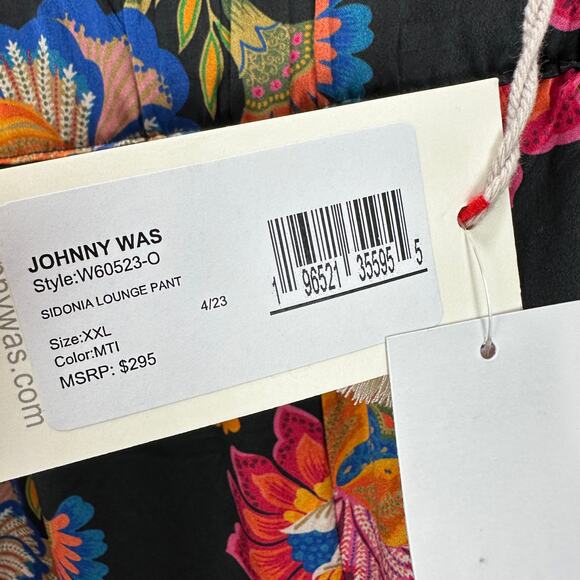 JOHNNY WAS
Style:W60523-O
SIDONIA LOUNGE PANT 4/23
Size:XXL
Color:MTI
MSRP: $295
1 96521 35595 5
nywas.com